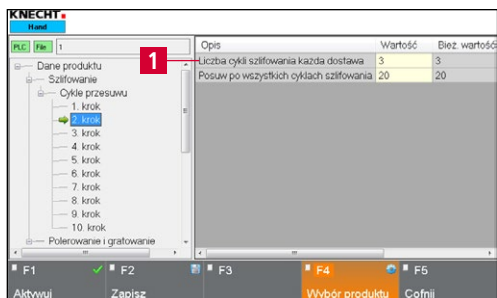 KNECHT
Hand
PLC File 1
Opis Wartość Bież. wartość
1
Liczba cykli szlifowania każda dostawa 3 3
Posuw po wszystkich cyklach szlifowania 20 20
Dane produktu
Szlifowanie
Cykle przesuwu
1. krok
2. krok
3. krok
4. krok
5. krok
6. krok
7. krok
8. krok
9. krok
10. krok
Polerowanie i gratowanie
F1 F2 F3 F4 F5
Aktywuj Zapisz Wybór produktu Cofnij